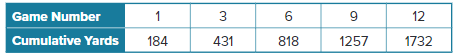 Game Number 1 3 6 9 12
Cumulative Yards 184 431 818 1257 1732